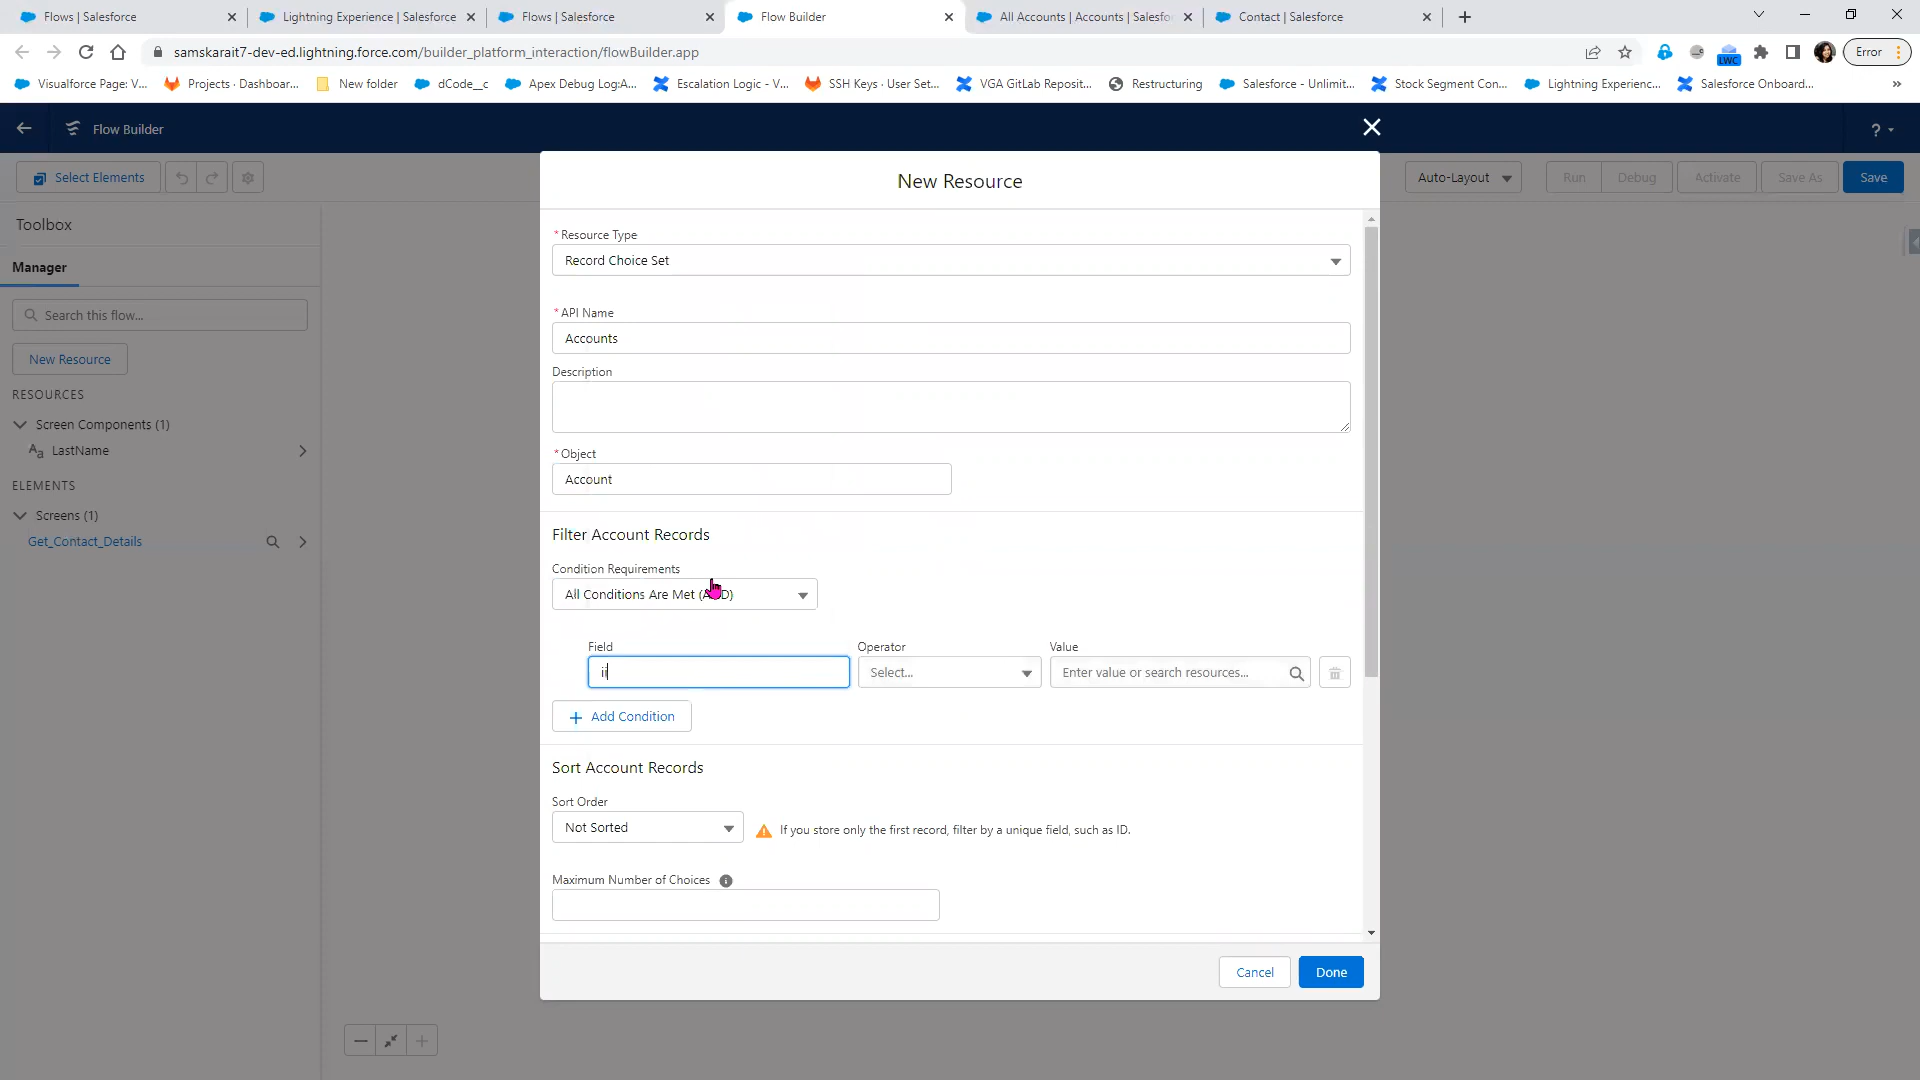 Flows | Salesforce
Lightning Experience | Salesforce
Flows | Salesforce
Flow Builder
All Accounts | Accounts | Salesfo
Contact | Salesforce
samskarait7-dev-ed.lightning.force.com/builder_platform_interaction/flowBuilder.app
LWC
Error
Visualforce Page: V...
Projects · Dashboar...
New folder
dCode__c
Apex Debug Log:A...
Escalation Logic - V...
SSH Keys · User Set...
VGA GitLab Reposit...
Restructuring
Salesforce - Unlimit...
Stock Segment Con...
Lightning Experienc...
Salesforce Onboard...
Flow Builder
?
Select Elements
Auto-Layout
Run
Debug
Activate
Save As
Save
Toolbox
Manager
Search this flow...
New Resource
RESOURCES
Screen Components (1)
Aa LastName
ELEMENTS
Screens (1)
Get_Contact_Details
New Resource
* Resource Type
Record Choice Set
* API Name
Accounts
Description
* Object
Account
Filter Account Records
Condition Requirements
All Conditions Are Met (AND)
Field
Operator
Value
ii
Select...
Enter value or search resources...
+ Add Condition
Sort Account Records
Sort Order
Not Sorted
If you store only the first record, filter by a unique field, such as ID.
Maximum Number of Choices
Cancel
Done